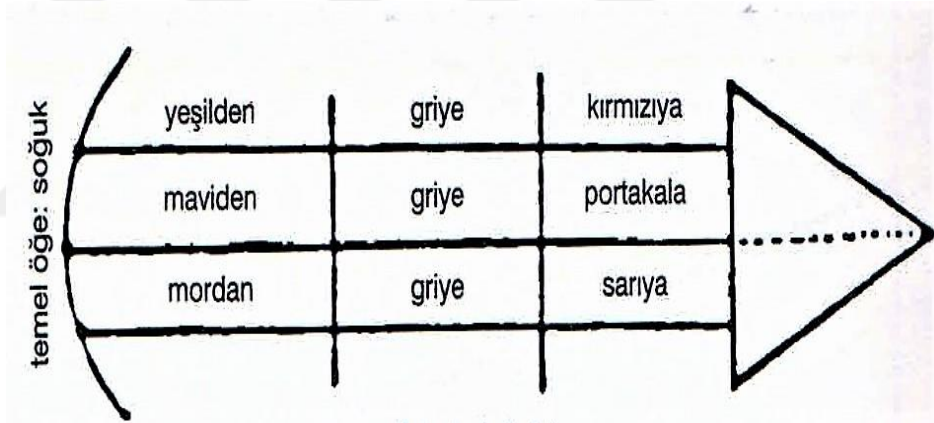 temel öğe: soğuk
yeşilden griye kırmızıya
maviden griye portakala
mordan griye sarıya